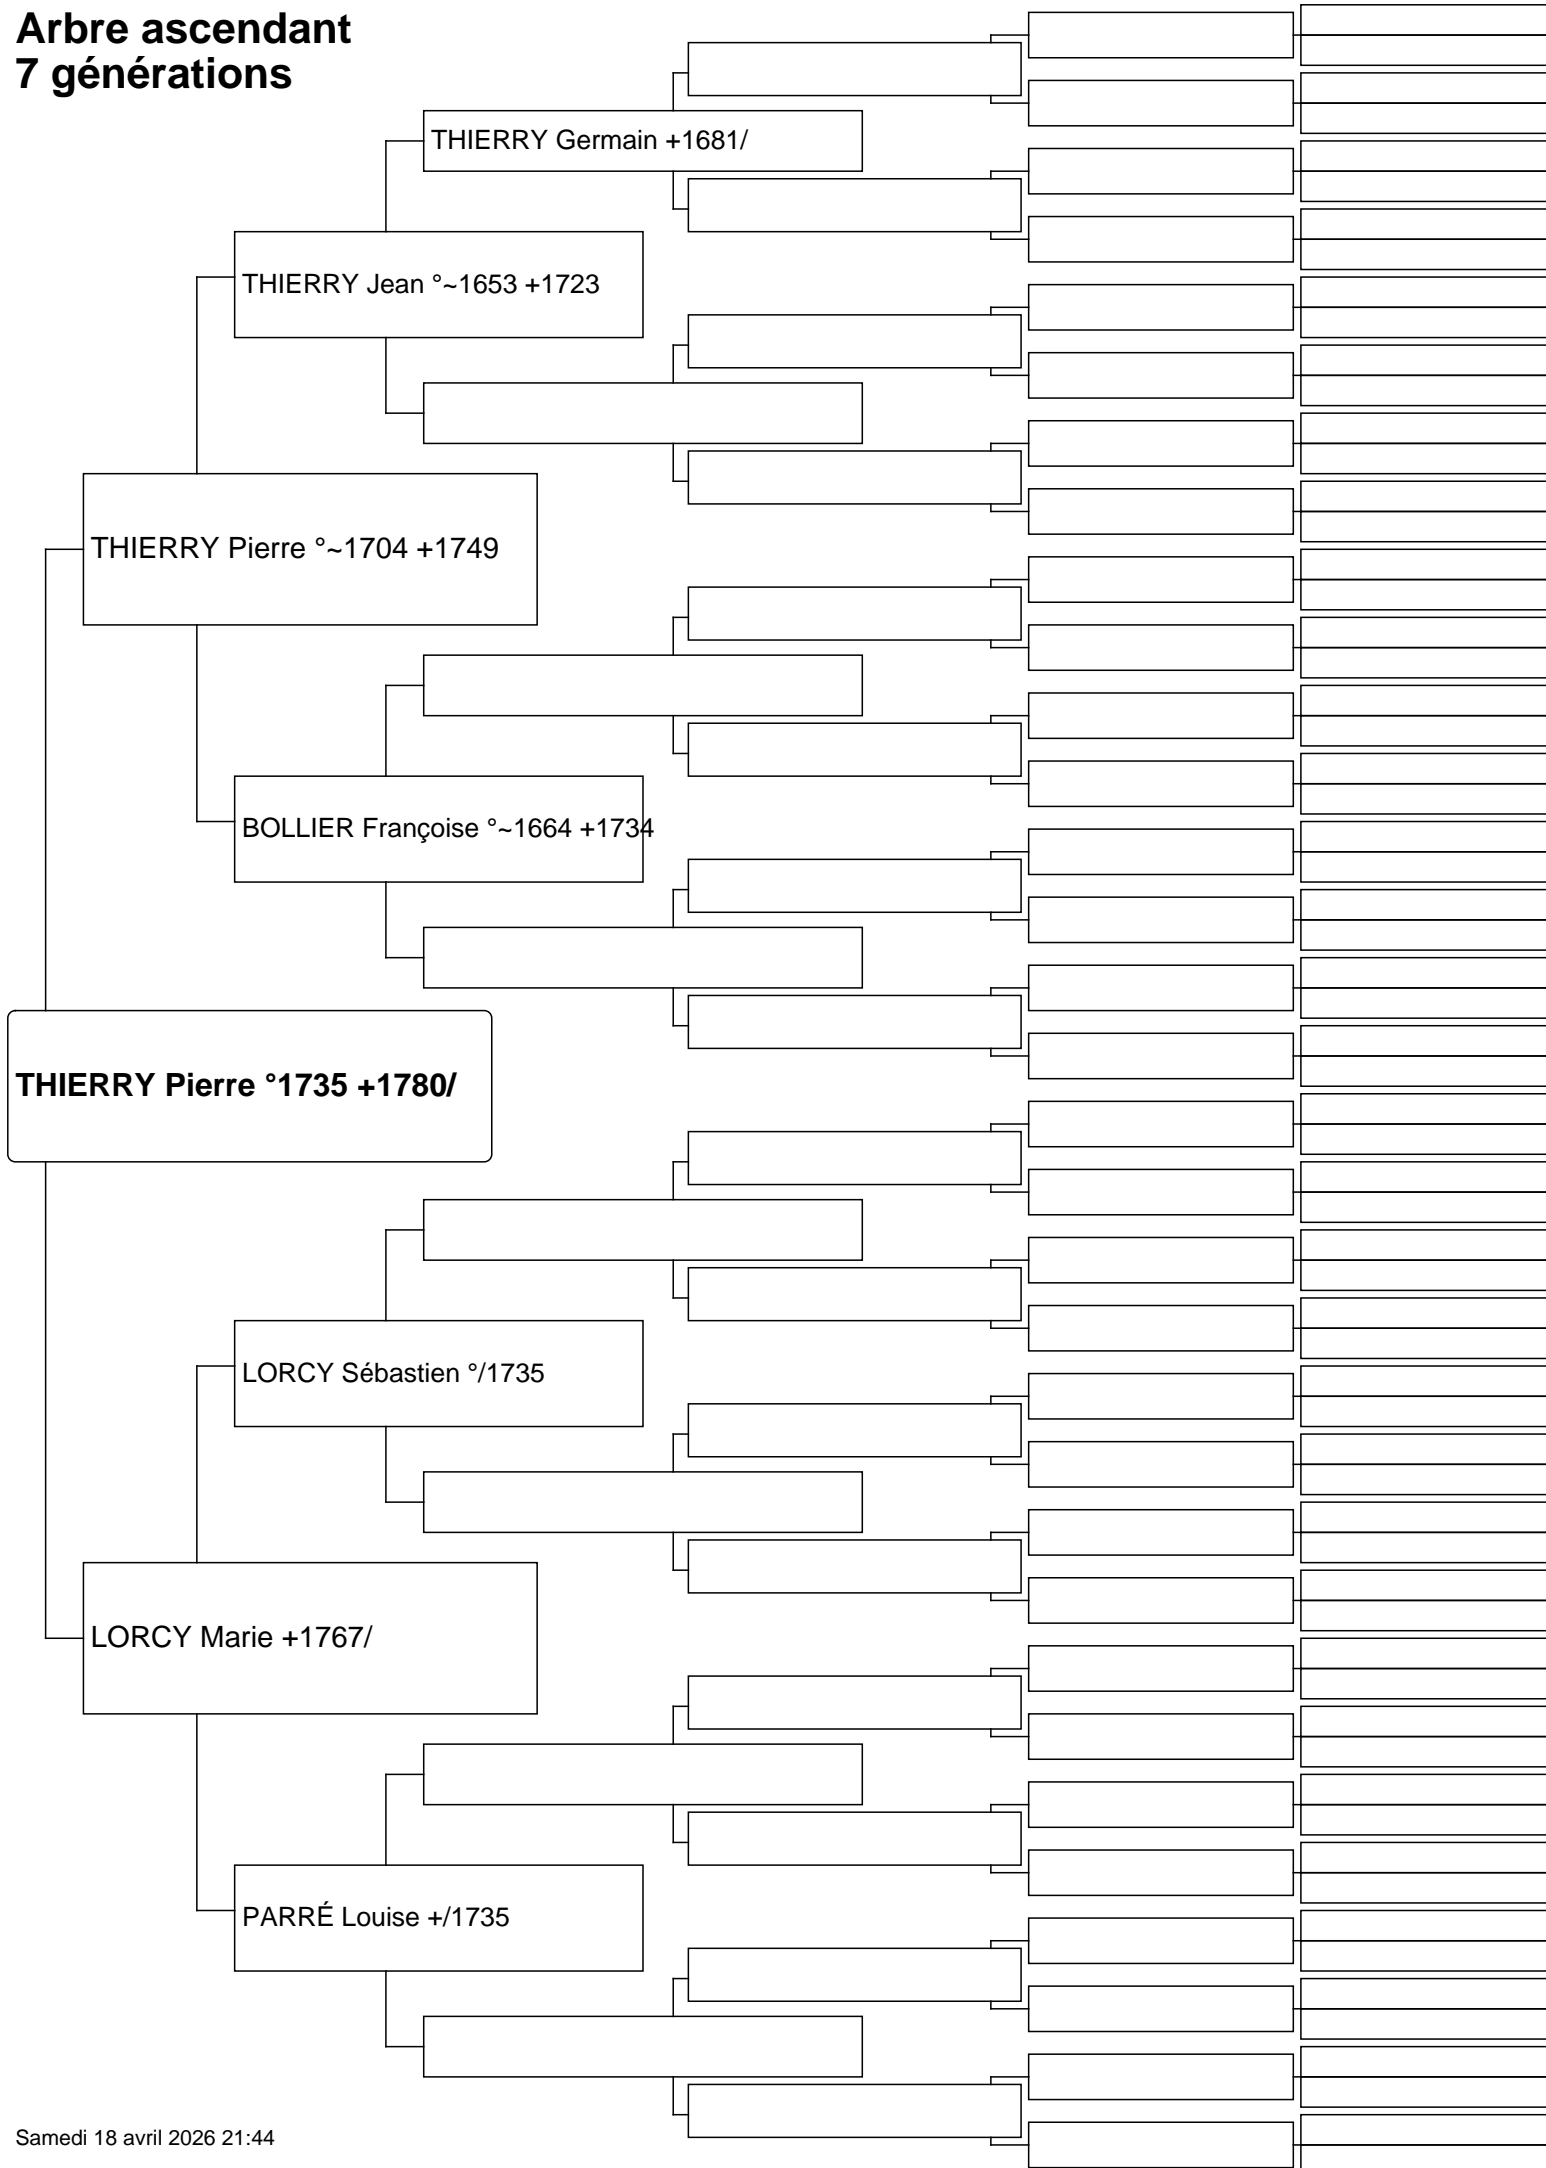 Arbre ascendant
7 générations
THIERRY Germain +1681/
THIERRY Jean °~1653 +1723
THIERRY Pierre °~1704 +1749
BOLLIER Françoise °~1664 +1734
THIERRY Pierre °1735 +1780/
LORCY Sébastien °/1735
LORCY Marie +1767/
PARRÉ Louise +/1735
Samedi 18 avril 2026 21:44